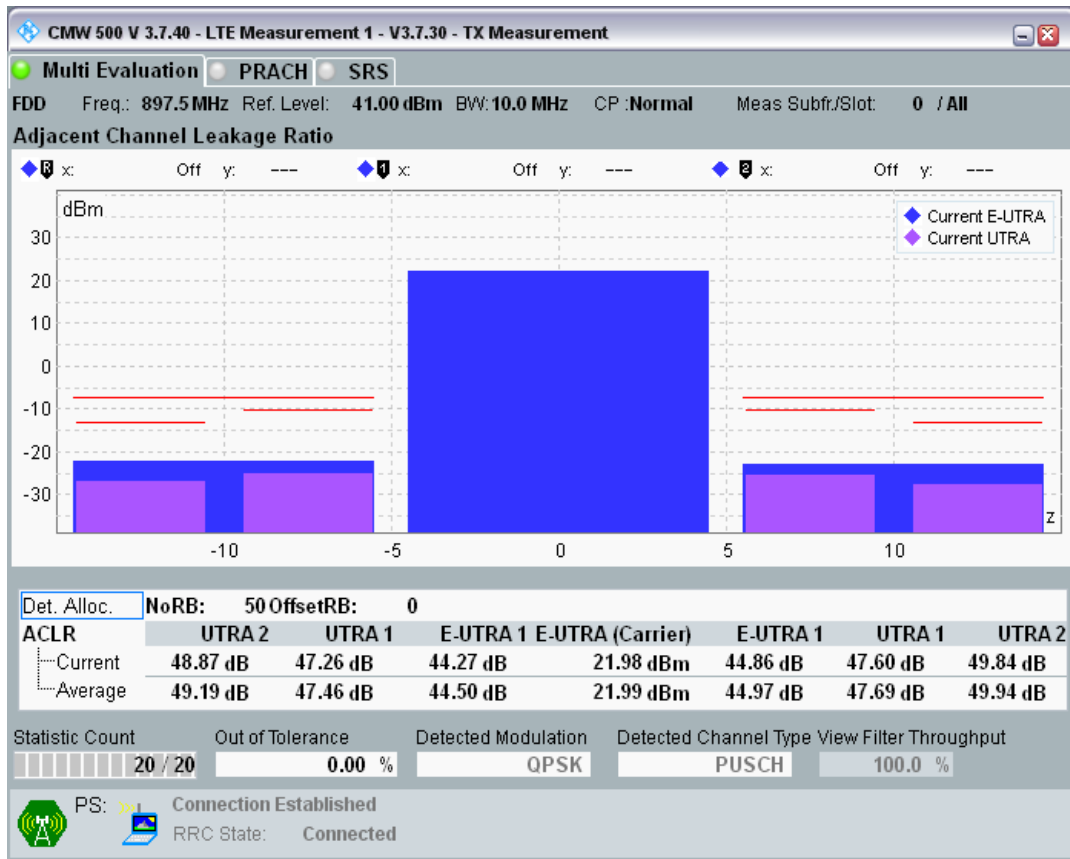 CMW 500 V 3.7.40 - LTE Measurement 1 - V3.7.30 - TX Measurement
Multi Evaluation PRACH SRS
FDD Freq.: 897.5 MHz Ref. Level: 41.00 dBm BW: 10.0 MHz CP :Normal Meas Subfr./Slot: 0 / All
Adjacent Channel Leakage Ratio
R x: Off y: --- 1 x: Off y: --- 2 x: Off y: ---
dBm
Current E-UTRA
Current UTRA
30
20
10
0
-10
-20
-30
z
-10 -5 0 5 10
Det. Alloc. NoRB: 50 OffsetRB: 0
ACLR UTRA 2 UTRA 1 E-UTRA 1 E-UTRA (Carrier) E-UTRA 1 UTRA 1 UTRA 2
Current 48.87 dB 47.26 dB 44.27 dB 21.98 dBm 44.86 dB 47.60 dB 49.84 dB
Average 49.19 dB 47.46 dB 44.50 dB 21.99 dBm 44.97 dB 47.69 dB 49.94 dB
Statistic Count Out of Tolerance Detected Modulation Detected Channel Type View Filter Throughput
20 / 20 0.00 % QPSK PUSCH 100.0 %
PS: Connection Established
RRC State: Connected